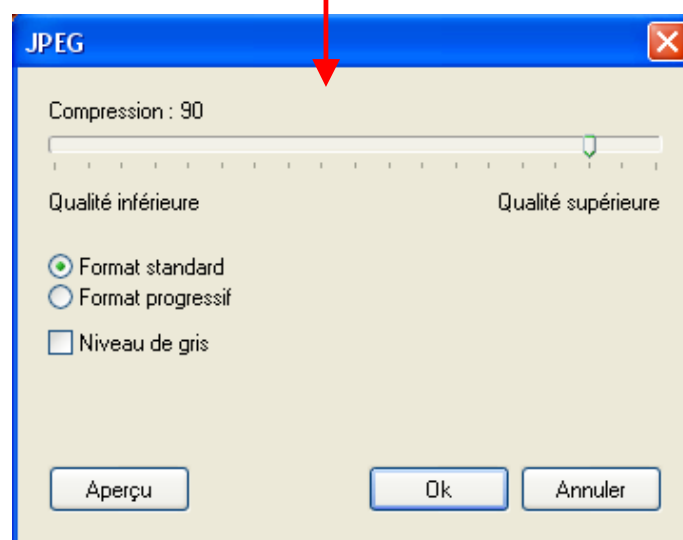 JPEG
Compression : 90
Qualité inférieure Qualité supérieure
Format standard
Format progressif
Niveau de gris
Aperçu Ok Annuler